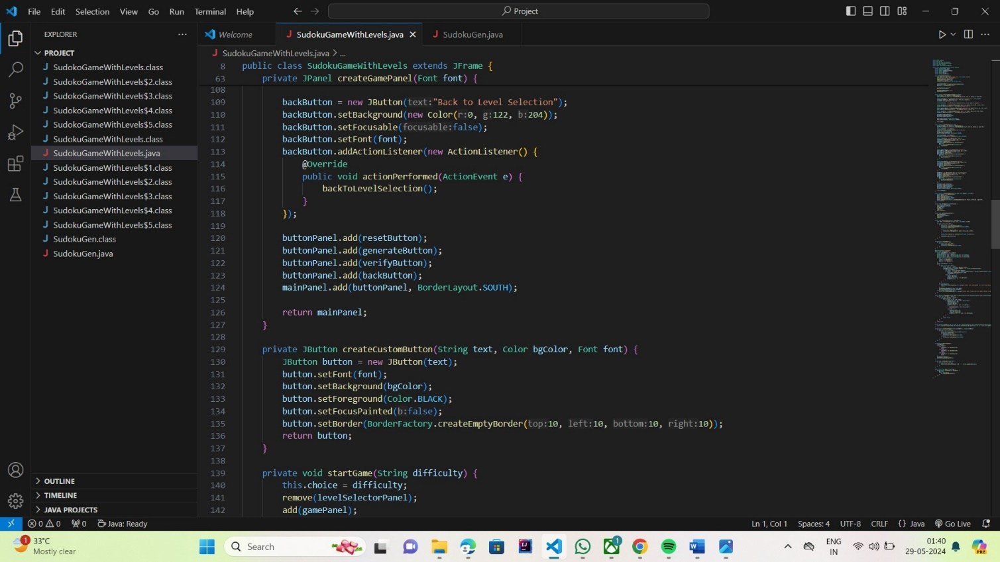 File Edit Selection View Go Run Terminal Help
Project
EXPLORER
PROJECT
SudokoGameWithLevels.class
SudokoGameWithLevels$2.class
SudokoGameWithLevels$3.class
SudokoGameWithLevels$4.class
SudokoGameWithLevels$5.class
SudokuGameWithLevels.class
SudokuGameWithLevels.java
SudokuGameWithLevels$1.class
SudokuGameWithLevels$2.class
SudokuGameWithLevels$3.class
SudokuGameWithLevels$4.class
SudokuGameWithLevels$5.class
SudokuGen.class
SudokuGen.java
OUTLINE
TIMELINE
JAVA PROJECTS
Welcome SudokuGameWithLevels.java SudokuGen.java
SudokuGameWithLevels.java > ...
8 public class SudokuGameWithLevels extends JFrame {
63 private JPanel createGamePanel(Font font) {
108
109 backButton = new JButton(text:"Back to Level Selection");
110 backButton.setBackground(new Color(r:0, g:122, b:204));
111 backButton.setFocusable(focusable:false);
112 backButton.setFont(font);
113 backButton.addActionListener(new ActionListener() {
114 @Override
115 public void actionPerformed(ActionEvent e) {
116 backToLevelSelection();
117 }
118 });
119
120 buttonPanel.add(resetButton);
121 buttonPanel.add(generateButton);
122 buttonPanel.add(verifyButton);
123 buttonPanel.add(backButton);
124 mainPanel.add(buttonPanel, BorderLayout.SOUTH);
125
126 return mainPanel;
127 }
128
129 private JButton createCustomButton(String text, Color bgColor, Font font) {
130 JButton button = new JButton(text);
131 button.setFont(font);
132 button.setBackground(bgColor);
133 button.setForeground(Color.BLACK);
134 button.setFocusPainted(b:false);
135 button.setBorder(BorderFactory.createEmptyBorder(top:10, left:10, bottom:10, right:10));
136 return button;
137 }
138
139 private void startGame(String difficulty) {
140 this.choice = difficulty;
141 remove(levelSelectorPanel);
142 add(gamePanel);
0 0 0 Java: Ready
Ln 1, Col 1 Spaces: 4 UTF-8 CRLF {} Java Go Live
1
33°C
Mostly clear
Search
1
ENG
IN
01:40
29-05-2024
PRE